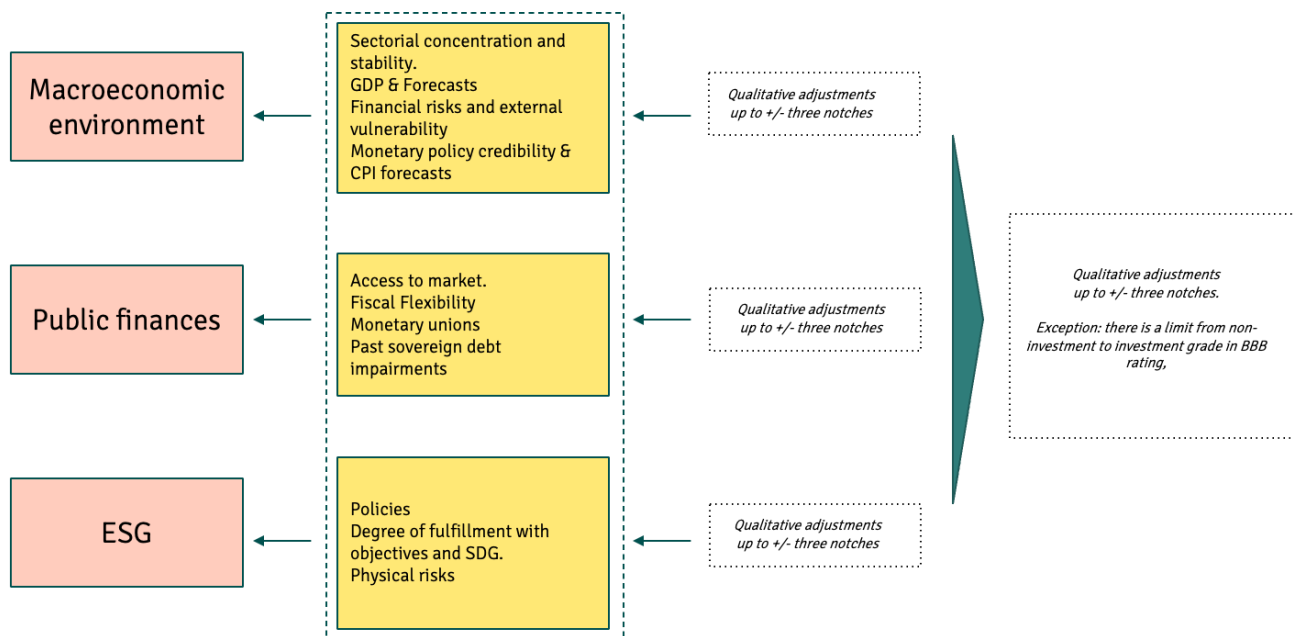 Macroeconomic
environment
Sectorial concentration and
stability.
GDP & Forecasts
Financial risks and external
vulnerability
Monetary policy credibility &
CPI forecasts
Qualitative adjustments
up to +/- three notches
Public finances
Access to market.
Fiscal Flexibility
Monetary unions
Past sovereign debt
impairments
Qualitative adjustments
up to +/- three notches
ESG
Policies
Degree of fulfillment with
objectives and SDG.
Physical risks
Qualitative adjustments
up to +/- three notches
Qualitative adjustments
up to +/- three notches.
Exception: there is a limit from non-
investment to investment grade in BBB
rating,